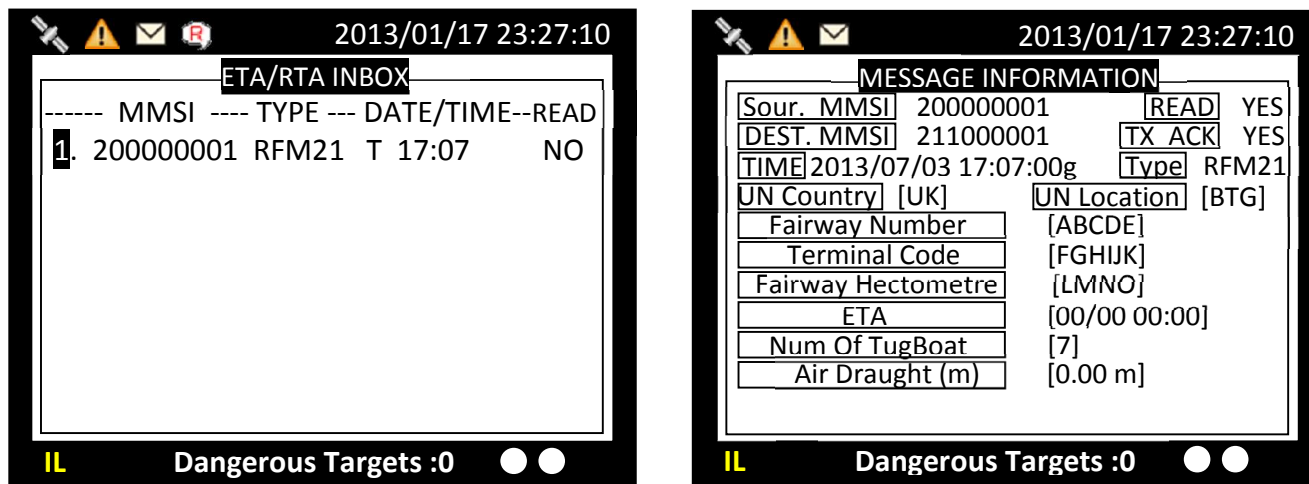 2013/01/17 23:27:10
ETA/RTA INBOX
------ MMSI ---- TYPE --- DATE/TIME--READ
1. 200000001 RFM21 T 17:07 NO
IL Dangerous Targets :0
2013/01/17 23:27:10
MESSAGE INFORMATION
Sour. MMSI 200000001 READ YES
DEST. MMSI 211000001 TX ACK YES
TIME 2013/07/03 17:07:00g Type RFM21
UN Country [UK] UN Location [BTG]
Fairway Number [ABCDE]
Terminal Code [FGHIJK]
Fairway Hectometre [LMNO]
ETA [00/00 00:00]
Num Of TugBoat [7]
Air Draught (m) [0.00 m]
IL Dangerous Targets :0